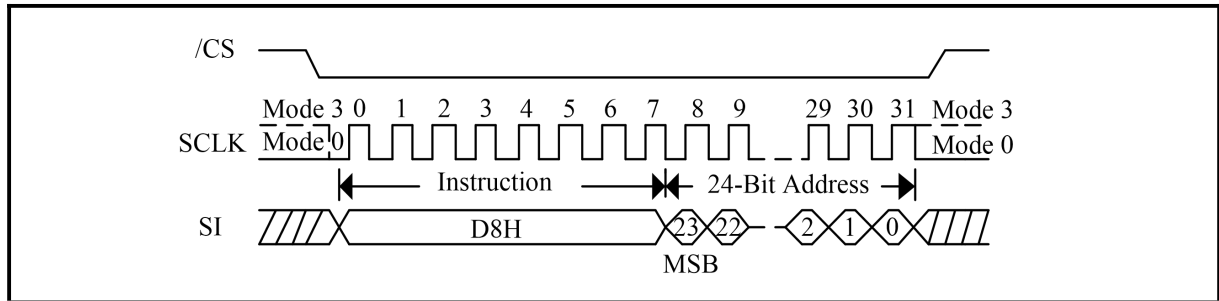 /CS
Mode 3 0 1 2 3 4 5 6 7 8 9 29 30 31 Mode 3
SCLK Mode 0 Mode 0
Instruction 24-Bit Address
SI D8H 23 22 2 1 0
MSB